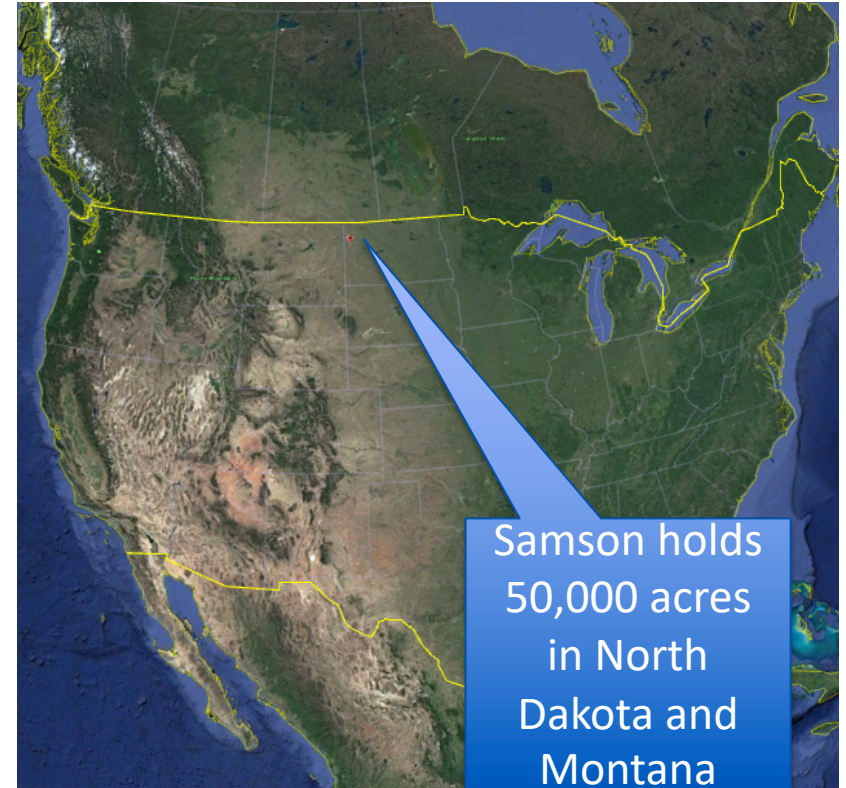 Samson holds
50,000 acres
in North
Dakota and
Montana